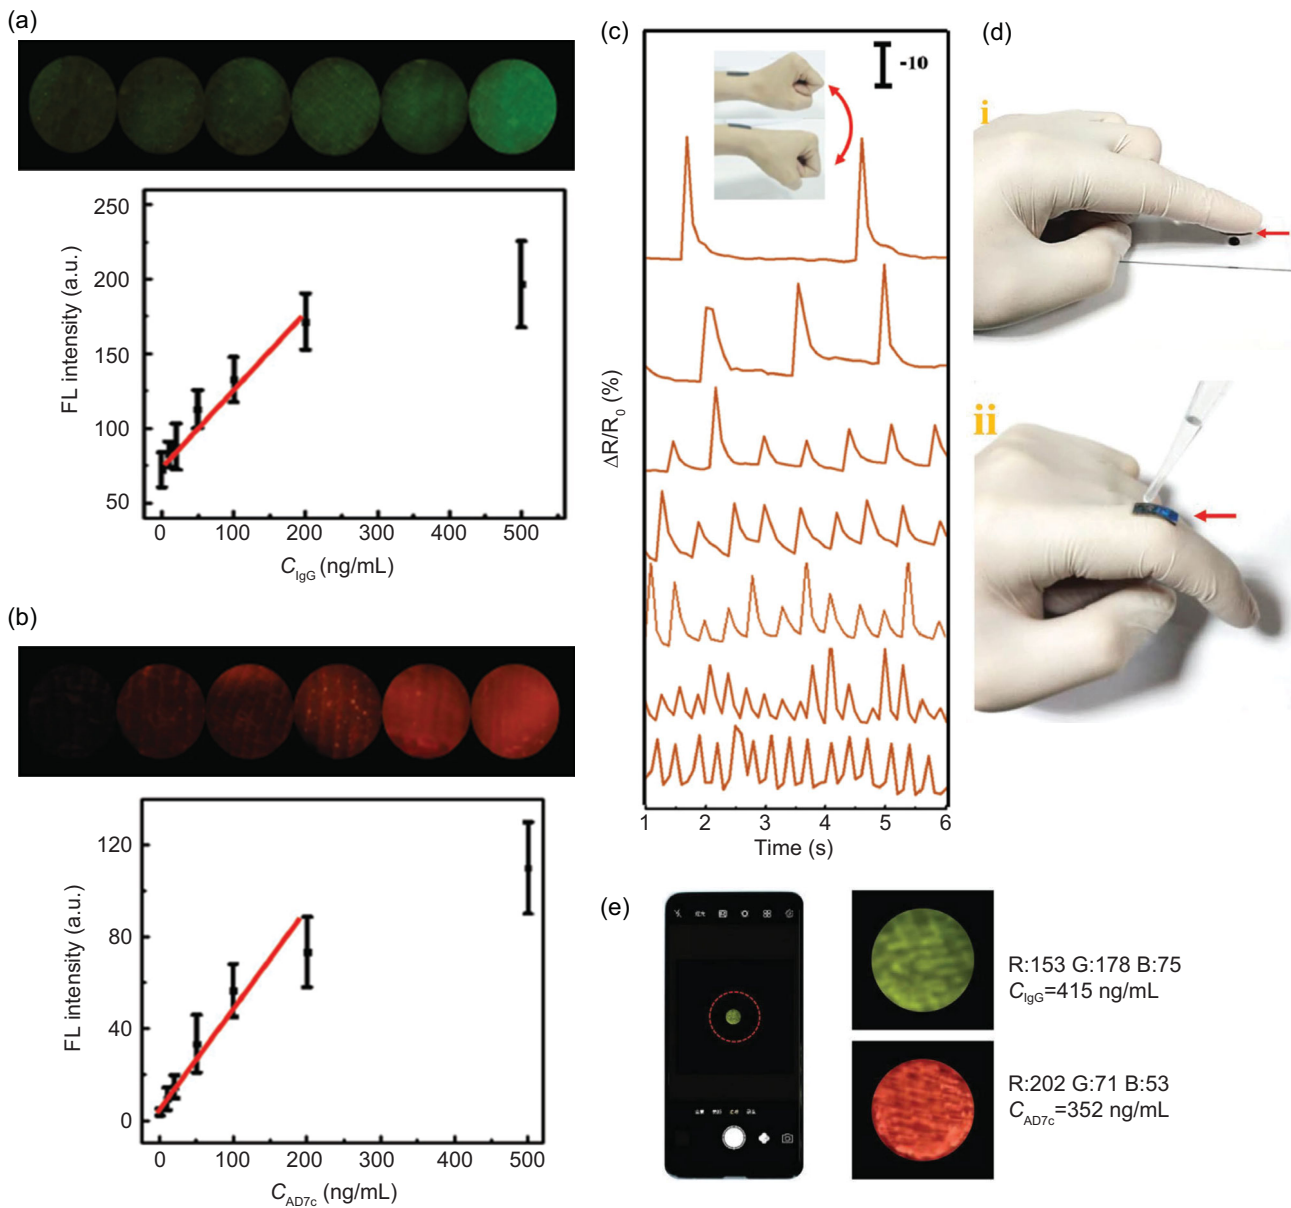 (a)
250
200
150
100
50
FL intensity (a.u.)
0 100 200 300 400 500
C_IgG (ng/mL)
(b)
120
80
40
0
FL intensity (a.u.)
0 100 200 300 400 500
C_AD7c (ng/mL)
(c)
-10
ΔR/R_0 (%)
1 2 3 4 5 6
Time (s)
(d)
i
ii
(e)
R:153 G:178 B:75
C_IgG=415 ng/mL
R:202 G:71 B:53
C_AD7c=352 ng/mL